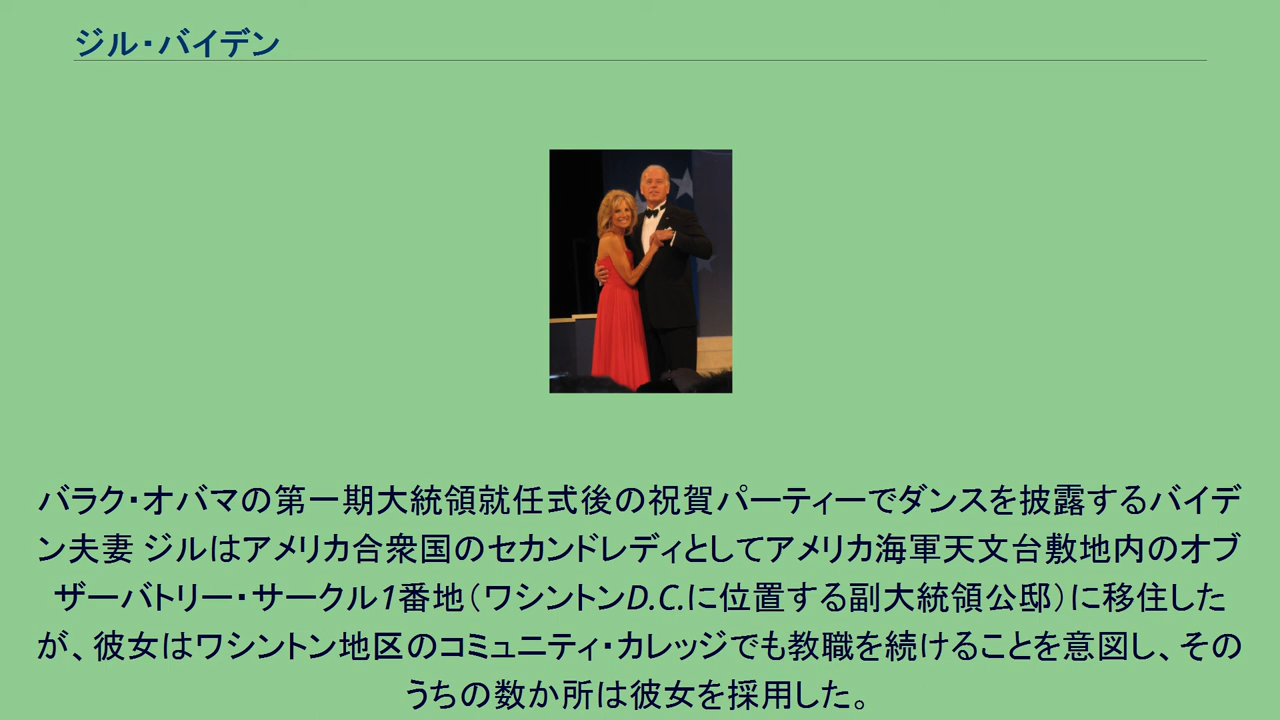 ジル・バイデン
バラク・オバマの第一期大統領就任式後の祝賀パーティーでダンスを披露するバイデ
ン夫妻 ジルはアメリカ合衆国のセカンドレディとしてアメリカ海軍天文台敷地内のオブ
ザーバトリー・サークル1番地（ワシントンD.C.に位置する副大統領公邸）に移住した
が、彼女はワシントン地区のコミュニティ・カレッジでも教職を続けることを意図し、その
うちの数か所は彼女を採用した。